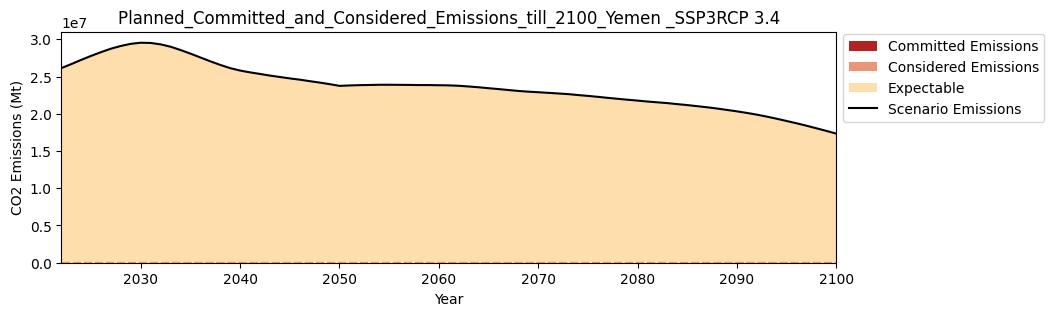 Planned_Committed_and_Considered_Emissions_till_2100_Yemen _SSP3RCP 3.4
1e7
3.0
2.5
2.0
1.5
1.0
0.5
0.0
CO2 Emissions (Mt)
2030 2040 2050 2060 2070 2080 2090 2100
Year
Committed Emissions
Considered Emissions
Expectable
Scenario Emissions